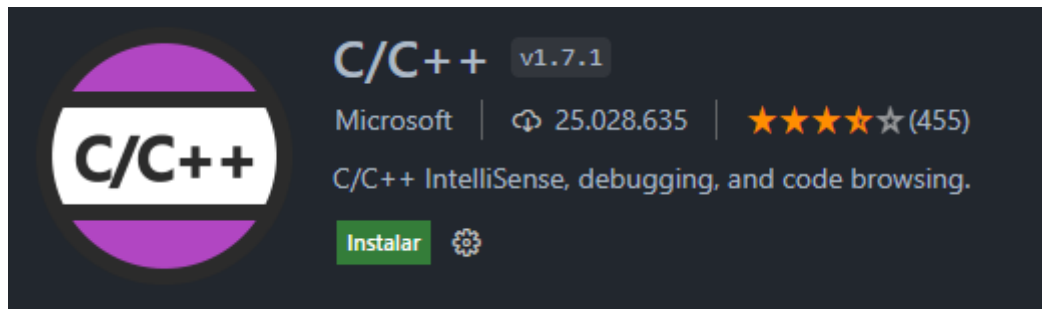 C/C++
C/C++ v1.7.1
Microsoft 25.028.635 (455)
C/C++ IntelliSense, debugging, and code browsing.
Instalar